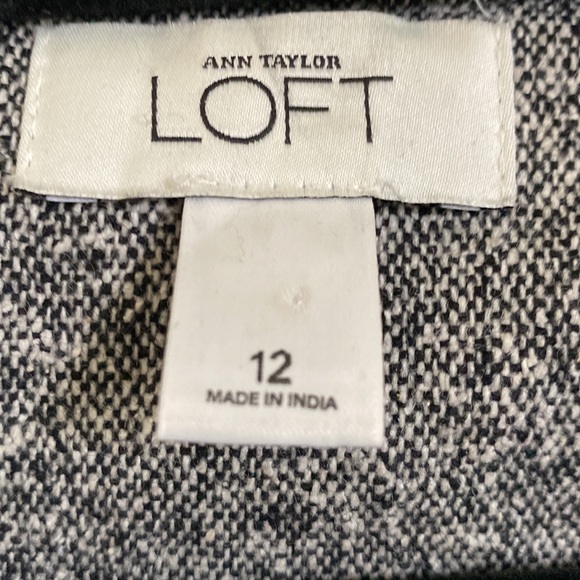 ANN TAYLOR
LOFT
12
MADE IN INDIA